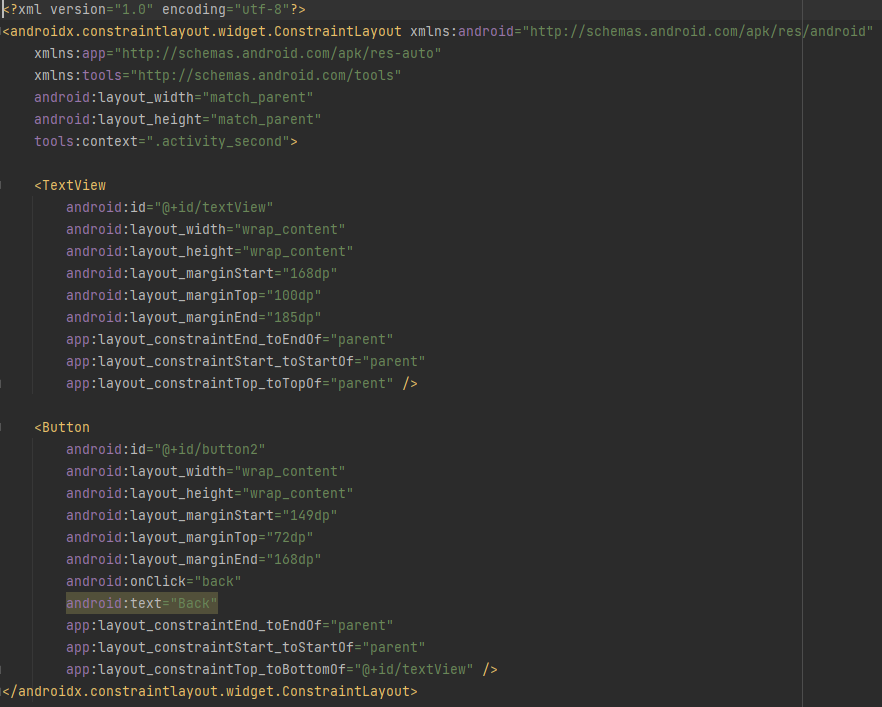 <?xml version="1.0" encoding="utf-8"?>
<androidx.constraintlayout.widget.ConstraintLayout xmlns:android="http://schemas.android.com/apk/res/android"
    xmlns:app="http://schemas.android.com/apk/res-auto"
    xmlns:tools="http://schemas.android.com/tools"
    android:layout_width="match_parent"
    android:layout_height="match_parent"
    tools:context=".activity_second">

    <TextView
        android:id="@+id/textView"
        android:layout_width="wrap_content"
        android:layout_height="wrap_content"
        android:layout_marginStart="168dp"
        android:layout_marginTop="100dp"
        android:layout_marginEnd="185dp"
        app:layout_constraintEnd_toEndOf="parent"
        app:layout_constraintStart_toStartOf="parent"
        app:layout_constraintTop_toTopOf="parent" />

    <Button
        android:id="@+id/button2"
        android:layout_width="wrap_content"
        android:layout_height="wrap_content"
        android:layout_marginStart="149dp"
        android:layout_marginTop="72dp"
        android:layout_marginEnd="168dp"
        android:onClick="back"
        android:text="Back"
        app:layout_constraintEnd_toEndOf="parent"
        app:layout_constraintStart_toStartOf="parent"
        app:layout_constraintTop_toBottomOf="@+id/textView" />
</androidx.constraintlayout.widget.ConstraintLayout>